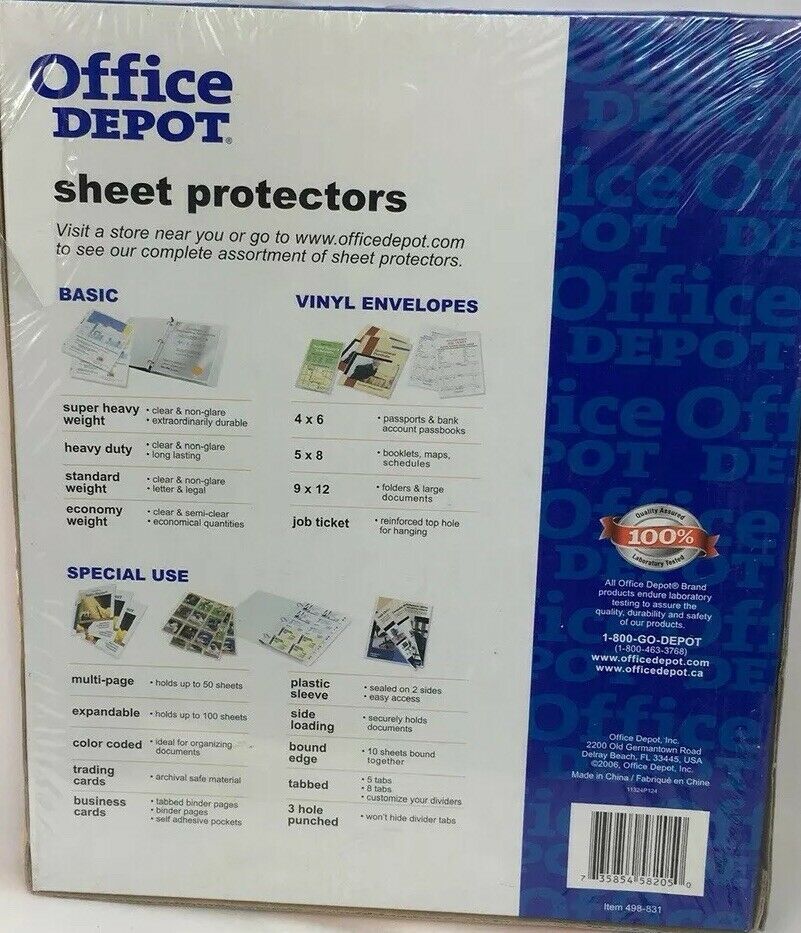 Office
DEPOT®
sheet protectors
Visit a store near you or go to www.officedepot.com
to see our complete assortment of sheet protectors.
BASIC
super heavy
weight
• clear & non-glare
• extraordinarily durable
heavy duty
• clear & non-glare
• long lasting
standard
weight
• clear & non-glare
• letter & legal
economy
weight
• clear & semi-clear
• economical quantities
VINYL ENVELOPES
4 x 6
• passports & bank
account passbooks
5 x 8
• booklets, maps,
schedules
9 x 12
• folders & large
documents
job ticket
• reinforced top hole
for hanging
SPECIAL USE
multi-page
• holds up to 50 sheets
expandable
• holds up to 100 sheets
color coded
• ideal for organizing
documents
trading
cards
• archival safe material
business
cards
• tabbed binder pages
• binder pages
• self adhesive pockets
plastic
sleeve
• sealed on 2 sides
• easy access
side
loading
• securely holds
documents
bound
edge
• 10 sheets bound
together
tabbed
• 5 tabs
• 8 tabs
• customize your dividers
3 hole
punched
• won't hide divider tabs
Quality Assured
100%
Laboratory Tested
All Office Depot® Brand
products endure laboratory
testing to assure the
quality, durability and safety
of our products.
1-800-GO-DEPOT
(1-800-463-3768)
www.officedepot.com
www.officedepot.ca
Office Depot, Inc.
2200 Old Germantown Road
Delray Beach, FL 33445, USA
©2006, Office Depot, Inc.
Made in China / Fabriqué en Chine
11324P124
7 35854 58205 0
Item 498-831